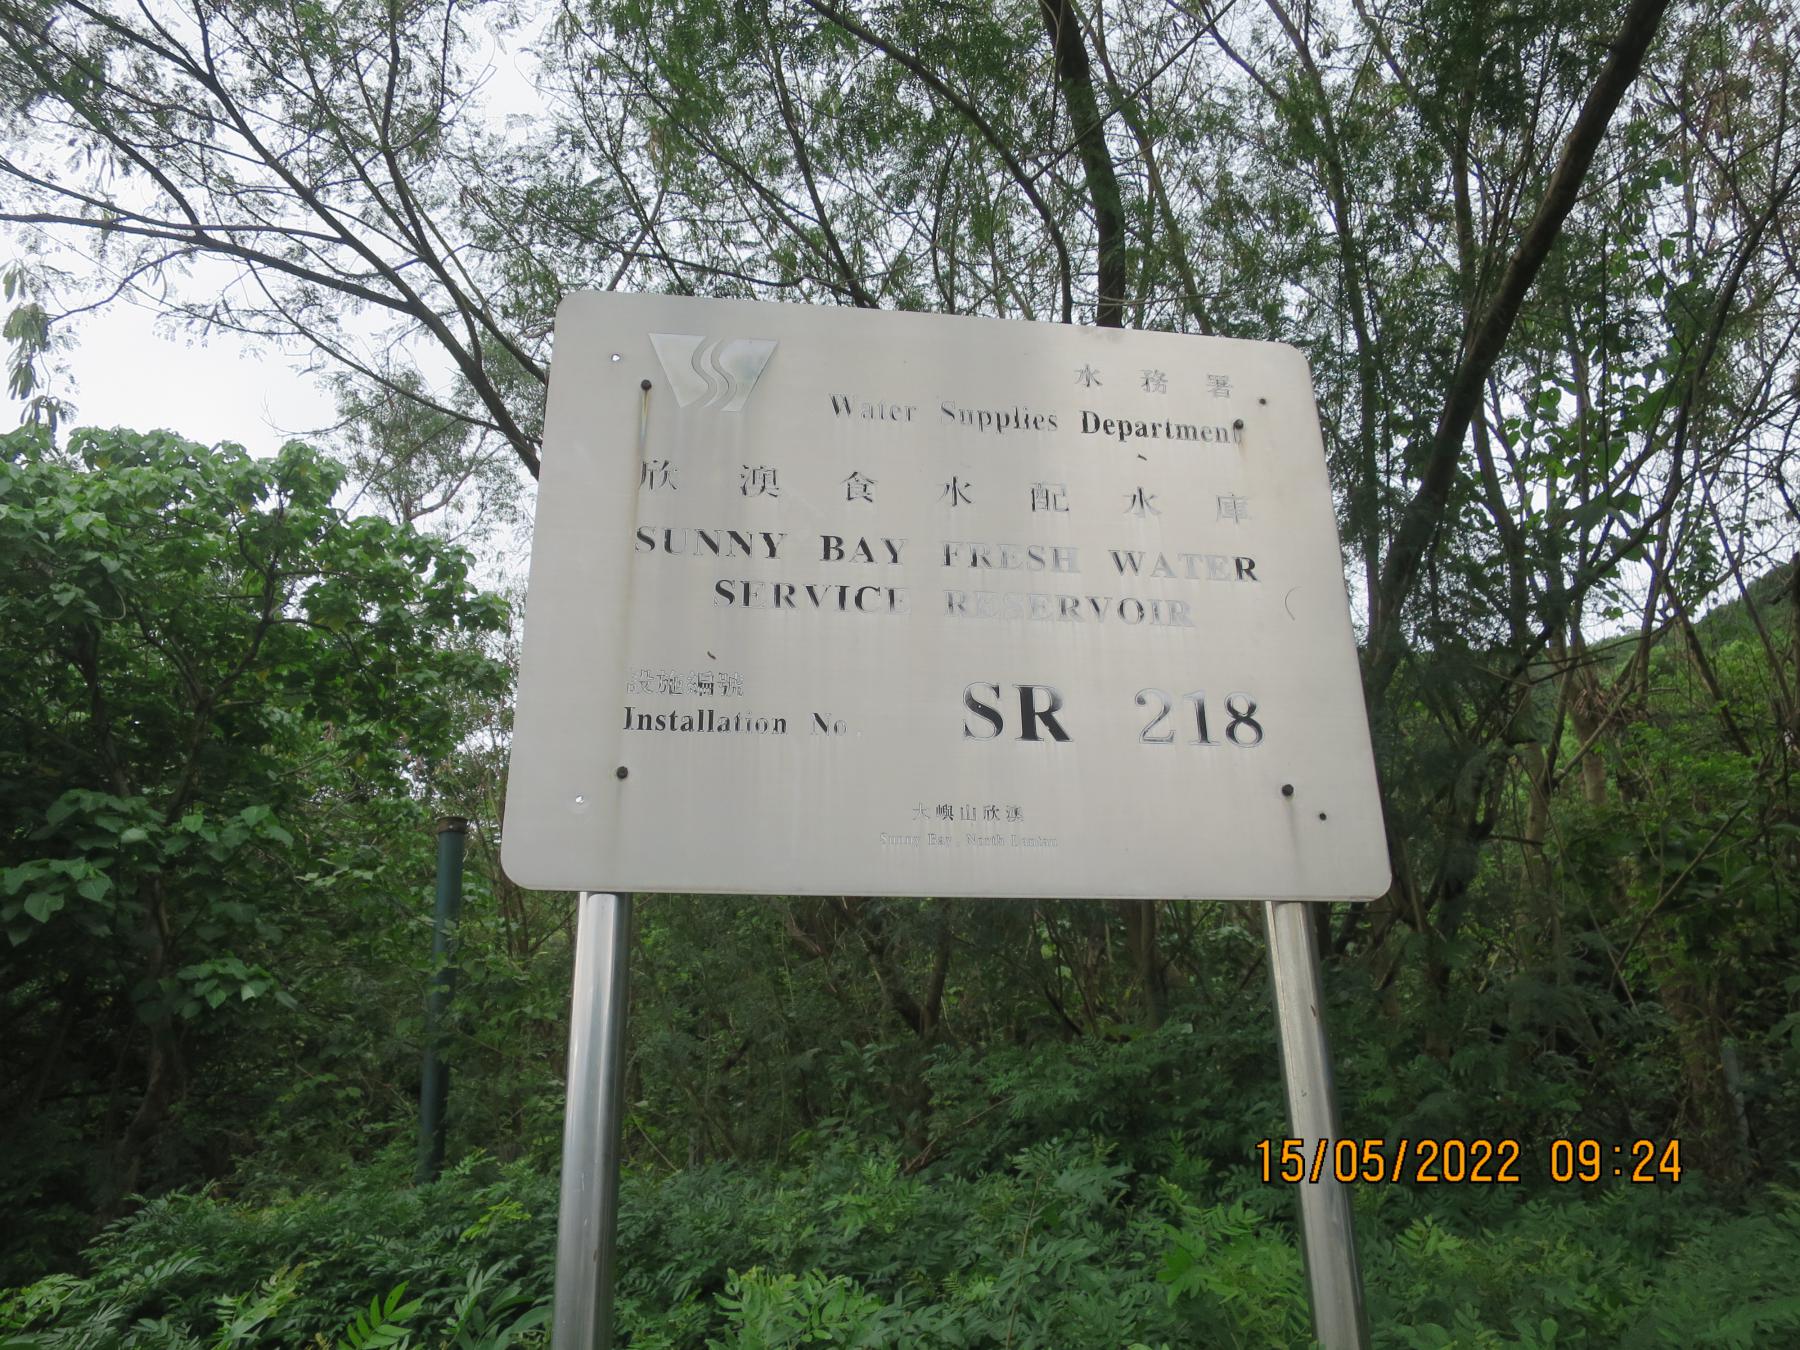 水務署
Water Supplies Department
欣澳食水配水庫
SUNNY BAY FRESH WATER
SERVICE RESERVOIR
設施編號
Installation No. SR 218
大嶼山欣澳
Sunny Bay, North Lantau
15/05/2022 09:24